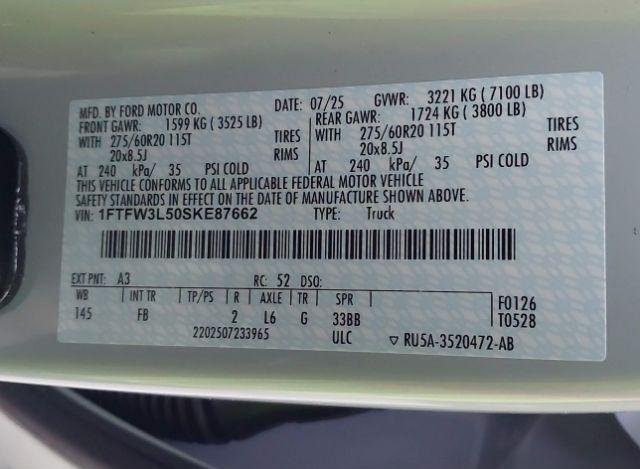 MFD. BY FORD MOTOR CO. DATE: 07/25 GVWR: 3221 KG ( 7100 LB)
FRONT GAWR: 1599 KG ( 3525 LB) REAR GAWR: 1724 KG ( 3800 LB)
WITH 275/60R20 115T TIRES WITH 275/60R20 115T TIRES
20x8.5J RIMS 20x8.5J RIMS
AT 240 kPa/ 35 PSI COLD AT 240 kPa/ 35 PSI COLD
THIS VEHICLE CONFORMS TO ALL APPLICABLE FEDERAL MOTOR VEHICLE
SAFETY STANDARDS IN EFFECT ON THE DATE OF MANUFACTURE SHOWN ABOVE.
VIN: 1FTFW3L50SKE87662 TYPE: Truck
EXT PNT: A3 RC: 52 DSO:
WB INT TR TP/PS R AXLE TR SPR F0126
145 FB 2 L6 G 33BB T0528
2202507233965 ULC ▽ RU5A-3520472-AB